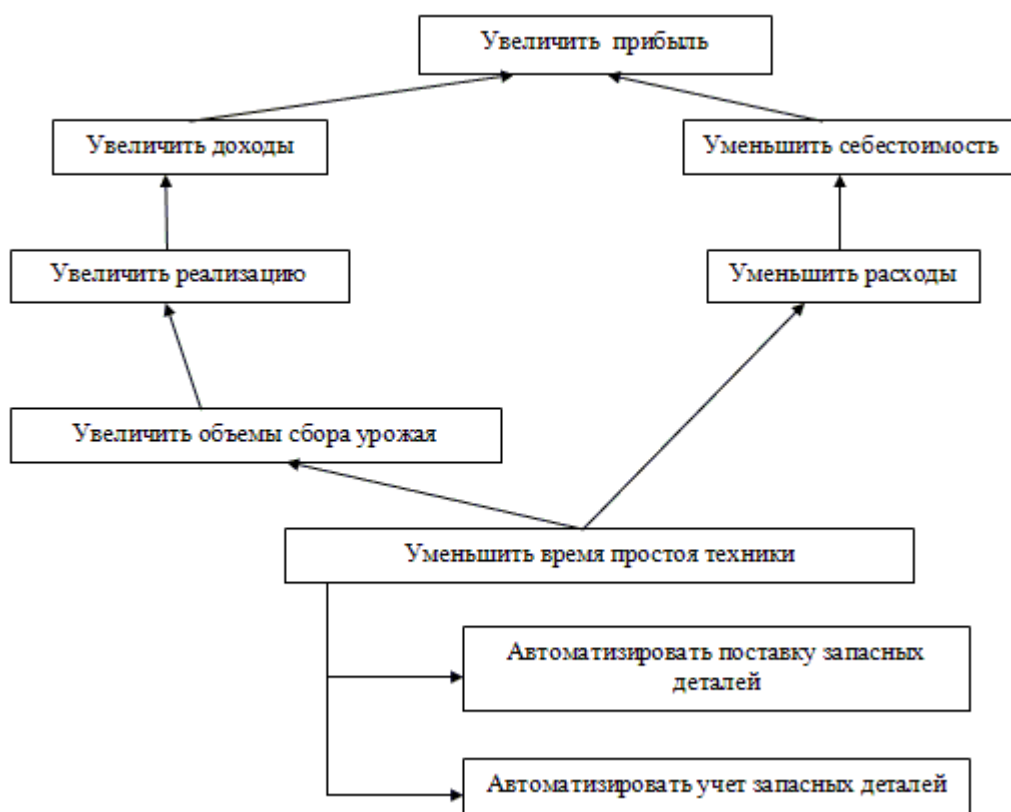 Увеличить прибыль
Увеличить доходы
Уменьшить себестоимость
Увеличить реализацию
Уменьшить расходы
Увеличить объемы сбора урожая
Уменьшить время простоя техники
Автоматизировать поставку запасных
деталей
Автоматизировать учет запасных деталей